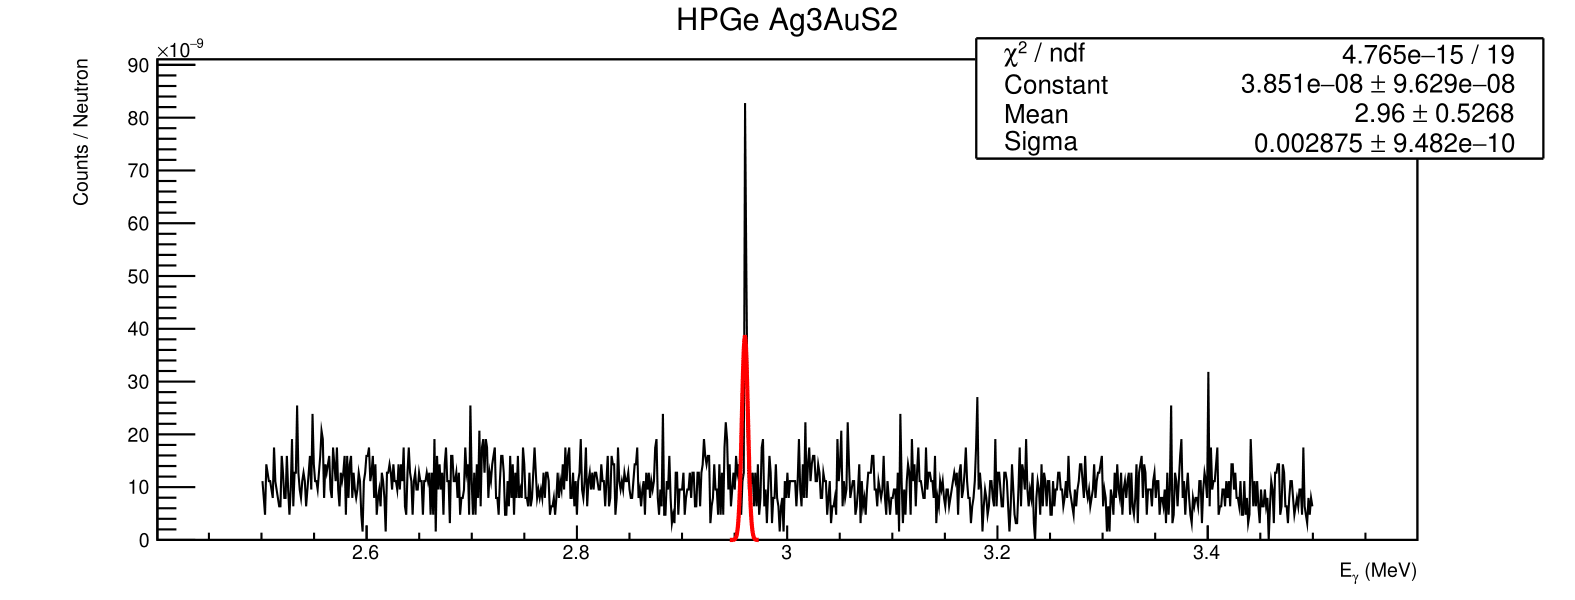 HPGe Ag3AuS2
×10⁻⁹
χ² / ndf 4.765e−15 / 19
Constant 3.851e−08 ± 9.629e−08
Mean 2.96 ± 0.5268
Sigma 0.002875 ± 9.482e−10
Counts / Neutron
90
80
70
60
50
40
30
20
10
0
2.6 2.8 3 3.2 3.4
Eγ (MeV)